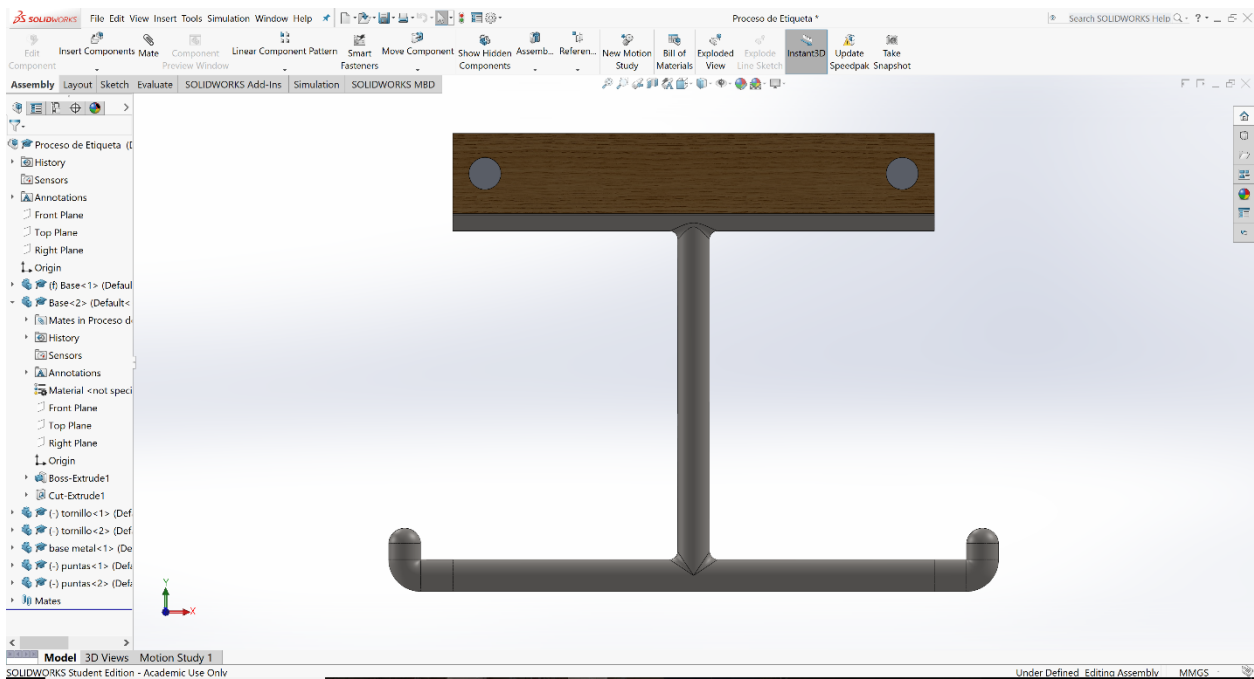 SOLIDWORKS File Edit View Insert Tools Simulation Window Help Proceso de Etiqueta * Search SOLIDWORKS Help
Edit Component Insert Components Mate Component Preview Window Linear Component Pattern Smart Fasteners Move Component Show Hidden Components Assemb... Referen... New Motion Study Bill of Materials Exploded View Explode Line Sketch Instant3D Update Speedpak Take Snapshot
Assembly Layout Sketch Evaluate SOLIDWORKS Add-Ins Simulation SOLIDWORKS MBD
Proceso de Etiqueta (
History
Sensors
Annotations
Front Plane
Top Plane
Right Plane
Origin
(f) Base<1> (Defaul
Base<2> (Default<
Mates in Proceso d
History
Sensors
Annotations
Material <not speci
Front Plane
Top Plane
Right Plane
Origin
Boss-Extrude1
Cut-Extrude1
(-) tornillo<1> (Def
(-) tornillo<2> (Def
base metal<1> (De
(-) puntas<1> (Defa
(-) puntas<2> (Defa
Mates
Y
X
Model 3D Views Motion Study 1
SOLIDWORKS Student Edition - Academic Use Only Under Defined Editing Assembly MMGS